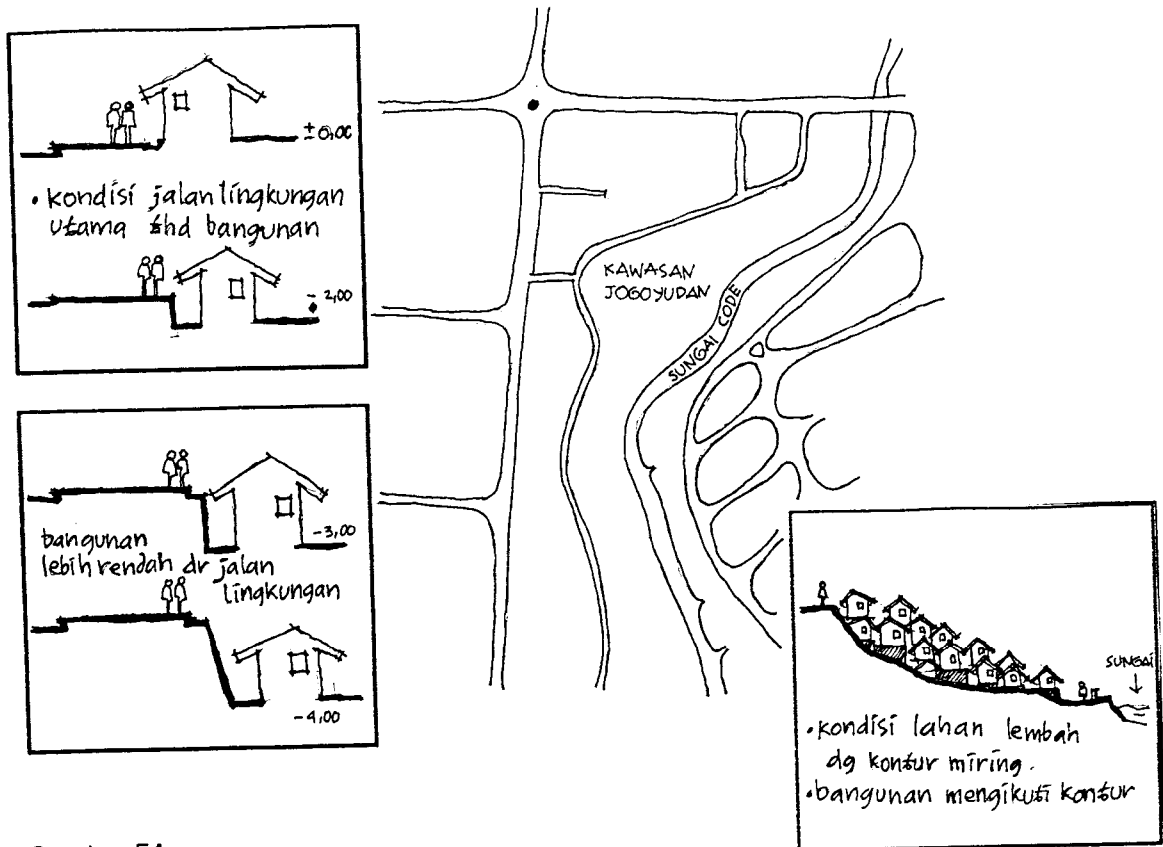 ±0,00
• kondisi jalan lingkungan
utama thd bangunan
- 2,00
bangunan
lebih rendah dr jalan
lingkungan
-3,00
-4,00
KAWASAN
JOGOYUDAN
SUNGAI CODE
SUNGAI
• kondisi lahan lembah
dg kontur miring.
• bangunan mengikuti kontur